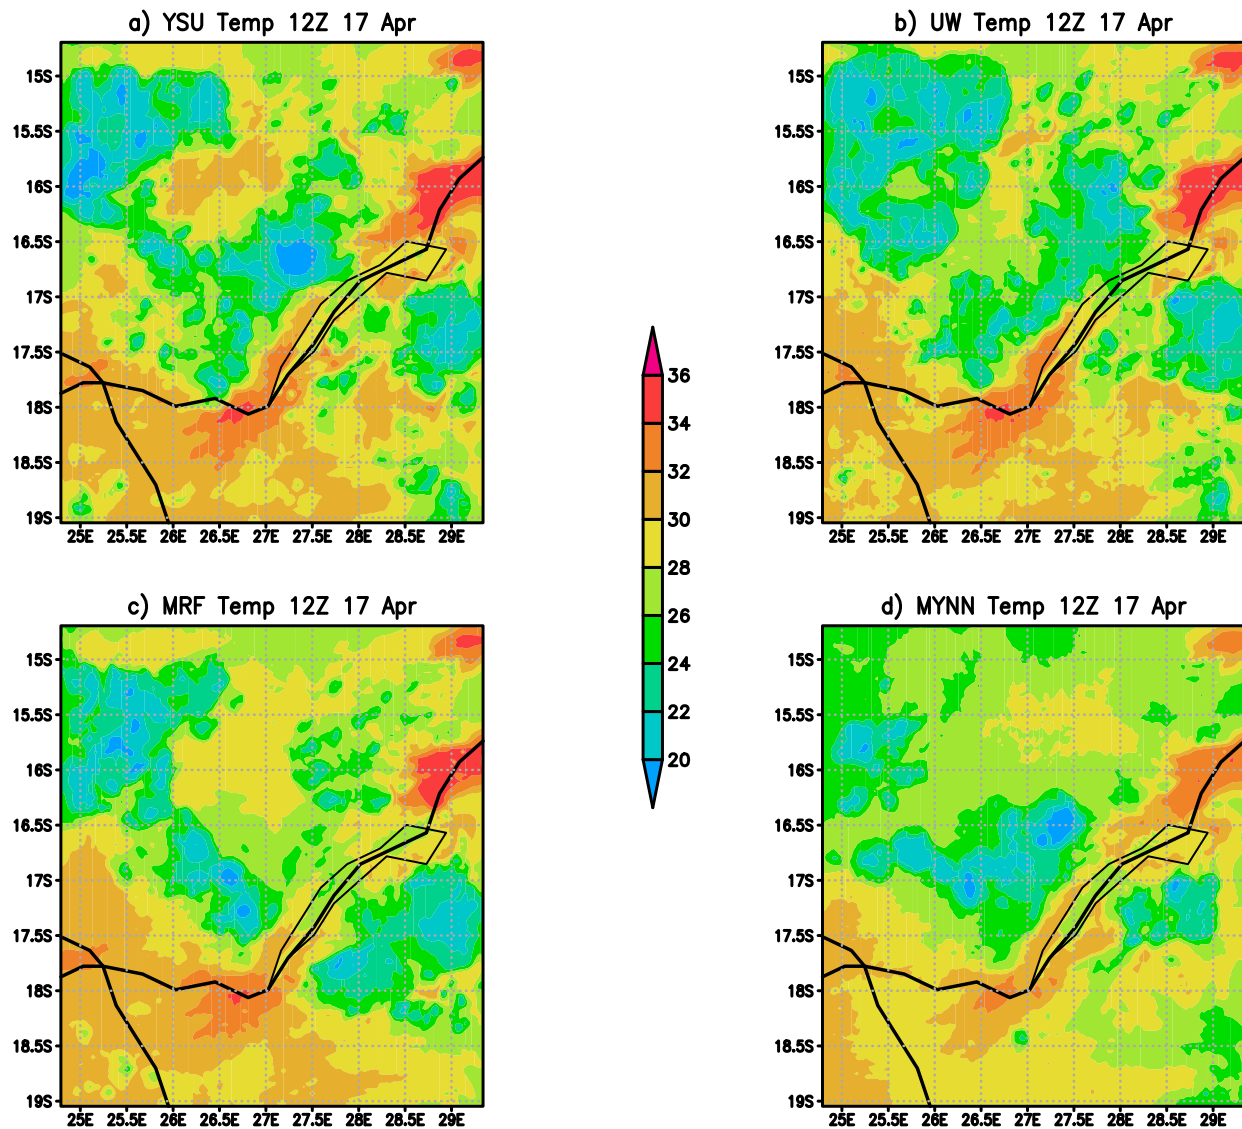 a) YSU Temp 12Z 17 Apr
15S
15.5S
16S
16.5S
17S
17.5S
18S
18.5S
19S
25E 25.5E 26E 26.5E 27E 27.5E 28E 28.5E 29E
b) UW Temp 12Z 17 Apr
15S
15.5S
16S
16.5S
17S
17.5S
18S
18.5S
19S
25E 25.5E 26E 26.5E 27E 27.5E 28E 28.5E 29E
36
34
32
30
28
26
24
22
20
c) MRF Temp 12Z 17 Apr
15S
15.5S
16S
16.5S
17S
17.5S
18S
18.5S
19S
25E 25.5E 26E 26.5E 27E 27.5E 28E 28.5E 29E
d) MYNN Temp 12Z 17 Apr
15S
15.5S
16S
16.5S
17S
17.5S
18S
18.5S
19S
25E 25.5E 26E 26.5E 27E 27.5E 28E 28.5E 29E